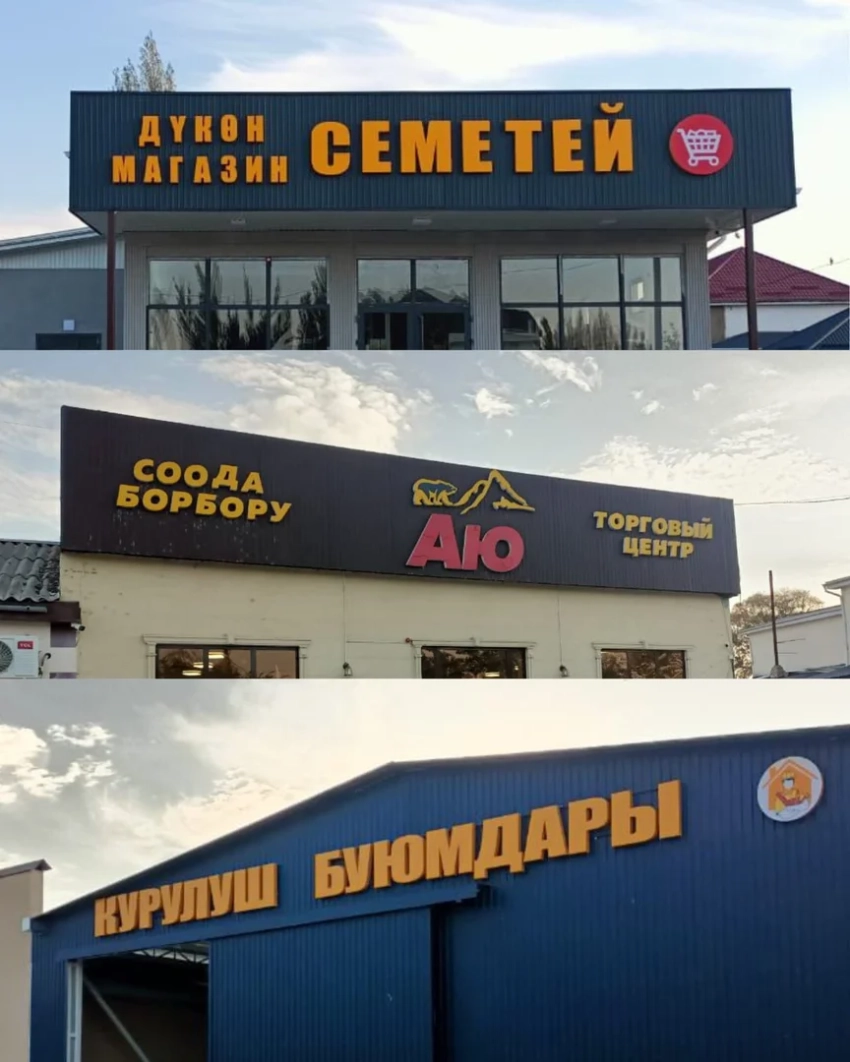 ДҮКӨН
МАГАЗИН
СЕМЕТЕЙ
СООДА
БОРБОРУ
АЮ
ТОРГОВЫЙ
ЦЕНТР
КУРУЛУШ БУЮМДАРЫ